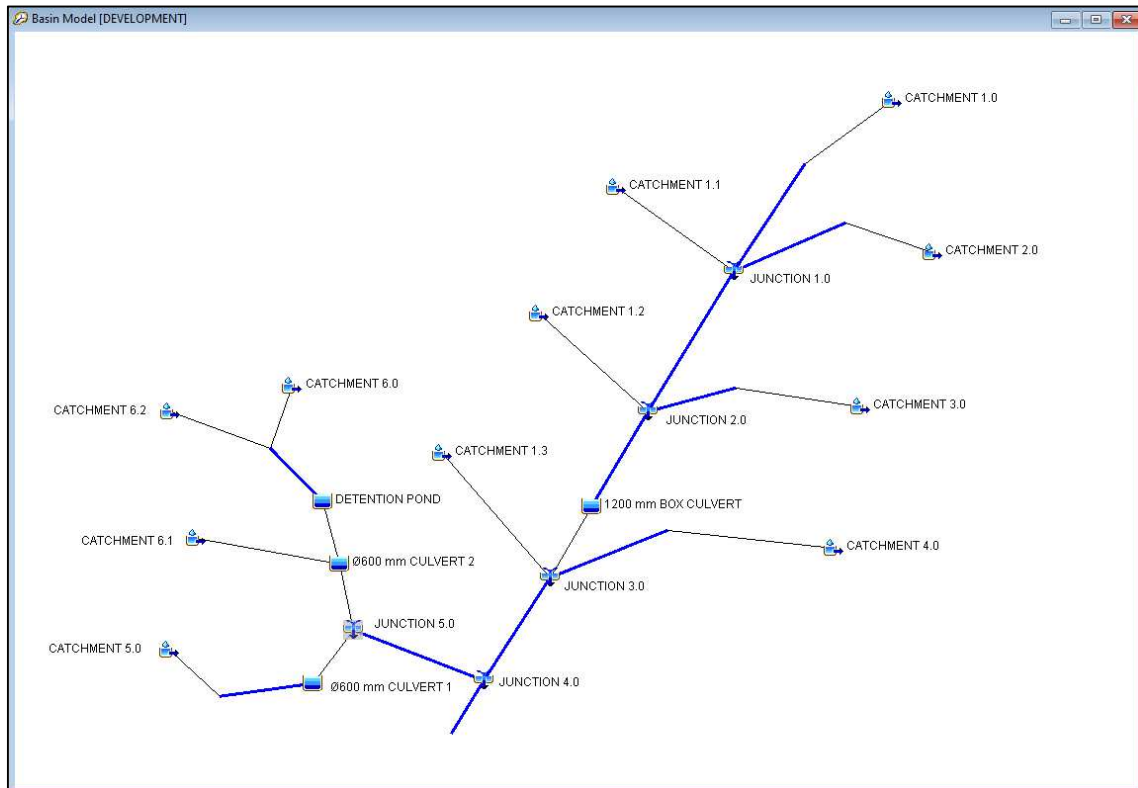 Basin Model [DEVELOPMENT]
CATCHMENT 1.0
CATCHMENT 1.1
CATCHMENT 2.0
JUNCTION 1.0
CATCHMENT 1.2
CATCHMENT 6.0
CATCHMENT 6.2
CATCHMENT 3.0
JUNCTION 2.0
CATCHMENT 1.3
DETENTION POND
1200 mm BOX CULVERT
CATCHMENT 6.1
CATCHMENT 4.0
Ø600 mm CULVERT 2
JUNCTION 3.0
JUNCTION 5.0
CATCHMENT 5.0
JUNCTION 4.0
Ø600 mm CULVERT 1